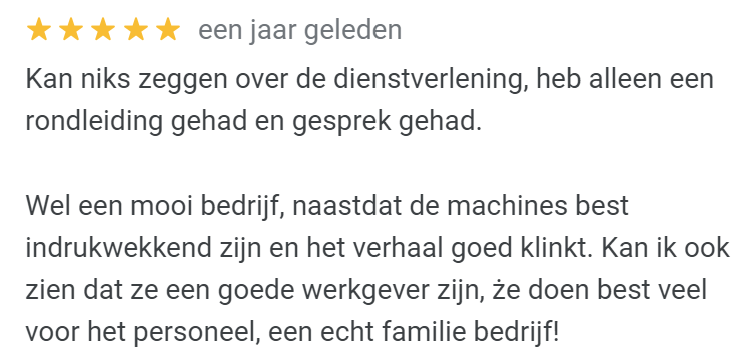 een jaar geleden
Kan niks zeggen over de dienstverlening, heb alleen een
rondleiding gehad en gesprek gehad.
Wel een mooi bedrijf, naastdat de machines best
indrukwekkend zijn en het verhaal goed klinkt. Kan ik ook
zien dat ze een goede werkgever zijn, że doen best veel
voor het personeel, een echt familie bedrijf!